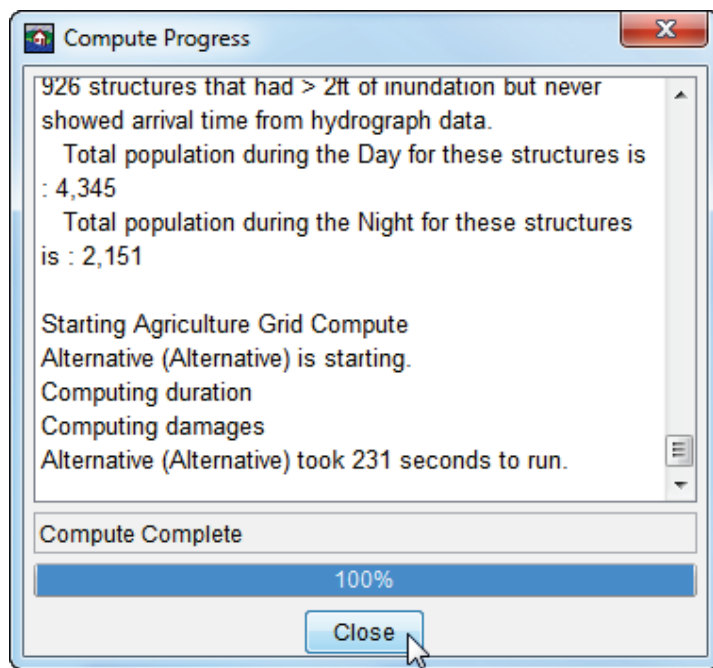 Compute Progress
926 structures that had > 2ft of inundation but never
showed arrival time from hydrograph data.
Total population during the Day for these structures is
: 4,345
Total population during the Night for these structures
is : 2,151
Starting Agriculture Grid Compute
Alternative (Alternative) is starting.
Computing duration
Computing damages
Alternative (Alternative) took 231 seconds to run.
Compute Complete
100%
Close